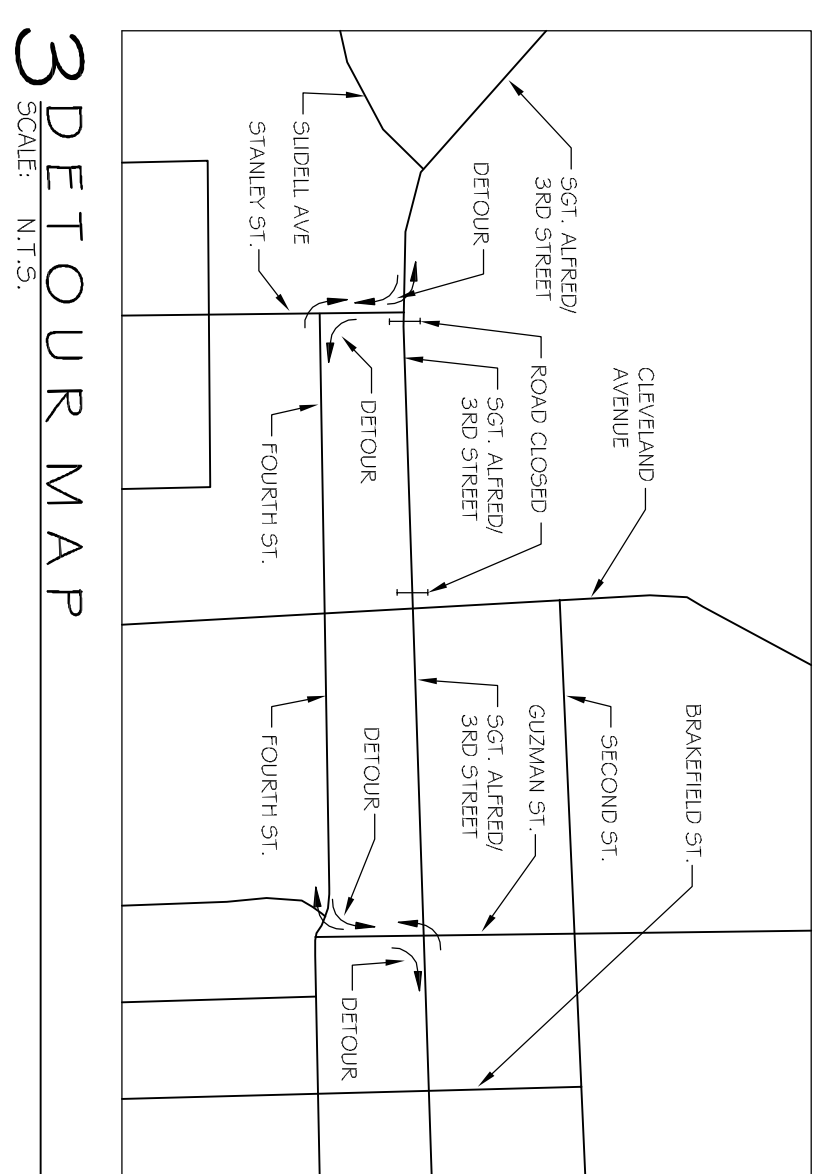 SGT. ALFRED/
3RD STREET
DETOUR
SLIDELL AVE
STANLEY ST.
CLEVELAND
AVENUE
ROAD CLOSED
SGT. ALFRED/
3RD STREET
DETOUR
FOURTH ST.
BRAKEFIELD ST.
SECOND ST.
GUZMAN ST.
SGT. ALFRED/
3RD STREET
DETOUR
FOURTH ST.
DETOUR
3 DETOUR MAP
SCALE: N.T.S.